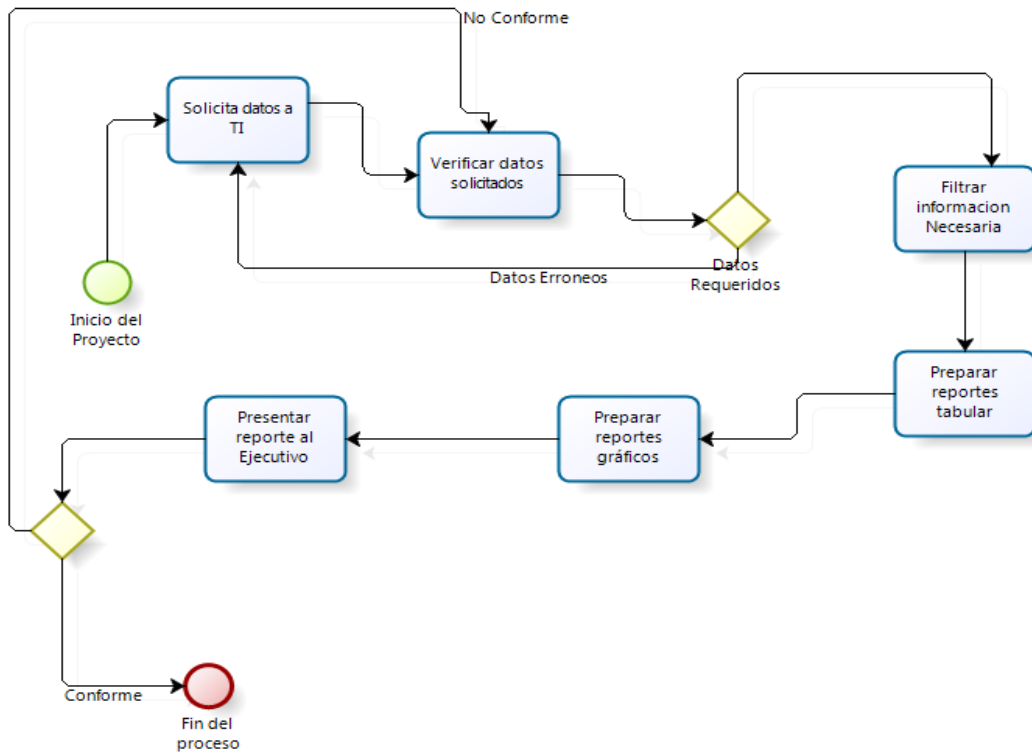 No Conforme
Solicita datos a
TI
Verificar datos
solicitados
Filtrar
informacion
Necesaria
Datos Erroneos
Datos
Requeridos
Inicio del
Proyecto
Preparar
reportes
tabular
Preparar
reportes
gráficos
Presentar
reporte al
Ejecutivo
Conforme
Fin del
proceso